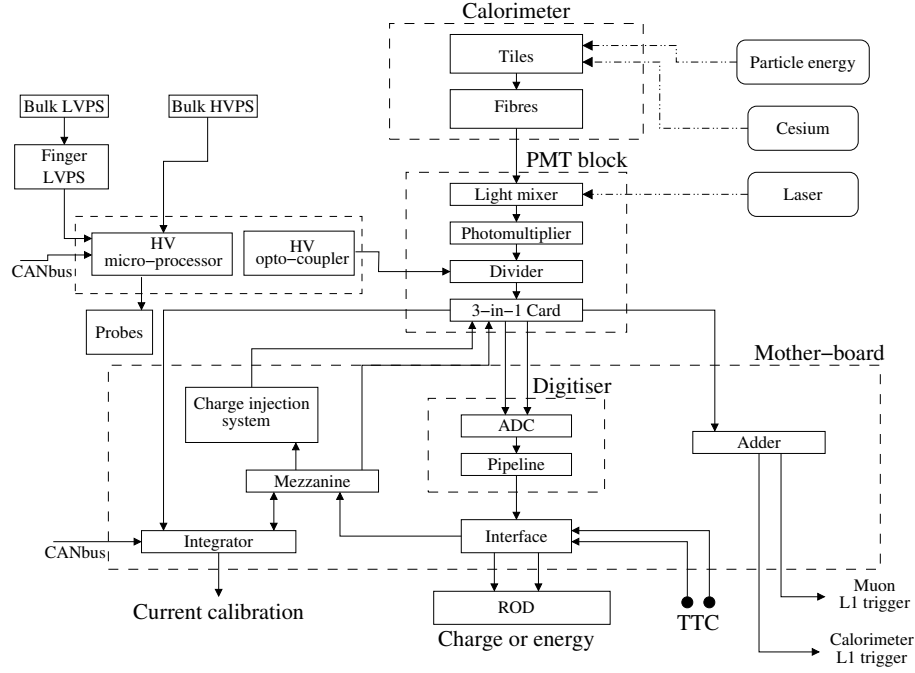 Calorimeter
Tiles
Particle energy
Bulk LVPS
Bulk HVPS
Fibres
Cesium
Finger
LVPS
PMT block
Light mixer
Laser
Photomultiplier
HV
micro−processor
HV
opto−coupler
CANbus
Divider
3−in−1 Card
Probes
Mother−board
Digitiser
Charge injection
system
ADC
Adder
Pipeline
Mezzanine
CANbus
Integrator
Interface
Current calibration
ROD
Charge or energy
TTC
Muon
L1 trigger
Calorimeter
L1 trigger